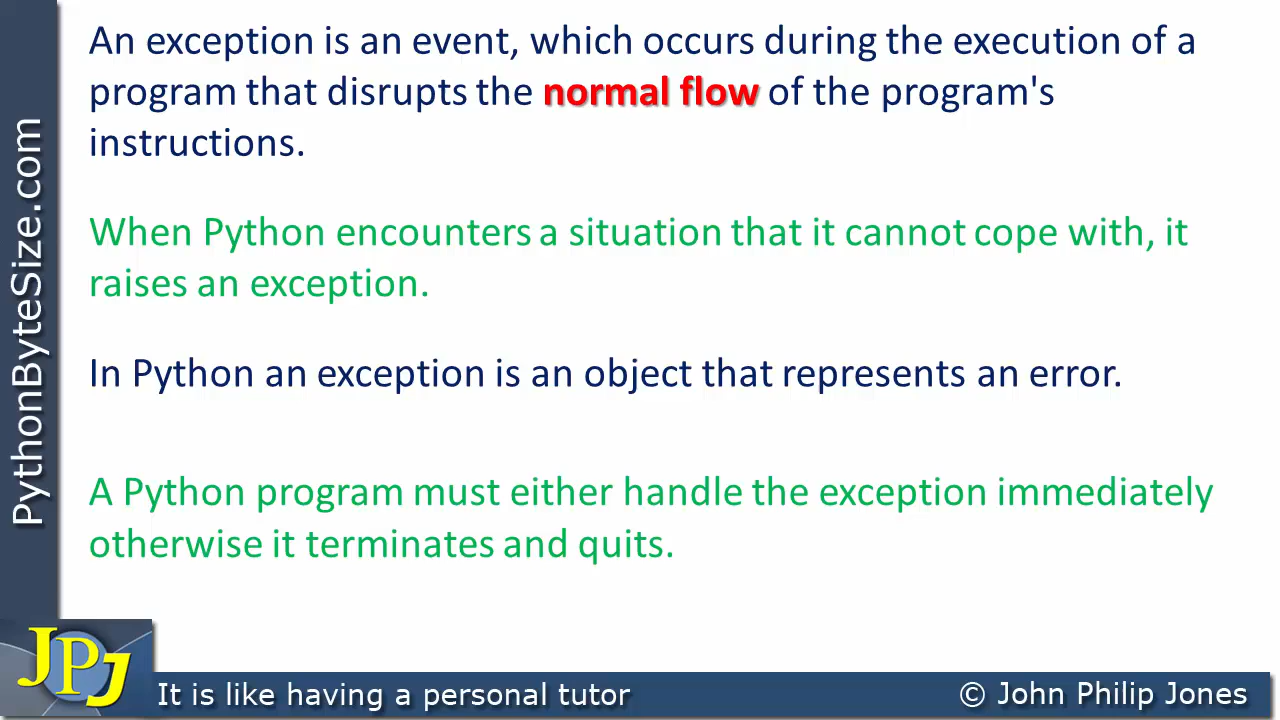 An exception is an event, which occurs during the execution of a
program that disrupts the normal flow of the program's
instructions.
When Python encounters a situation that it cannot cope with, it
raises an exception.
In Python an exception is an object that represents an error.
A Python program must either handle the exception immediately
otherwise it terminates and quits.
PythonByteSize.com
JPJ
It is like having a personal tutor
© John Philip Jones